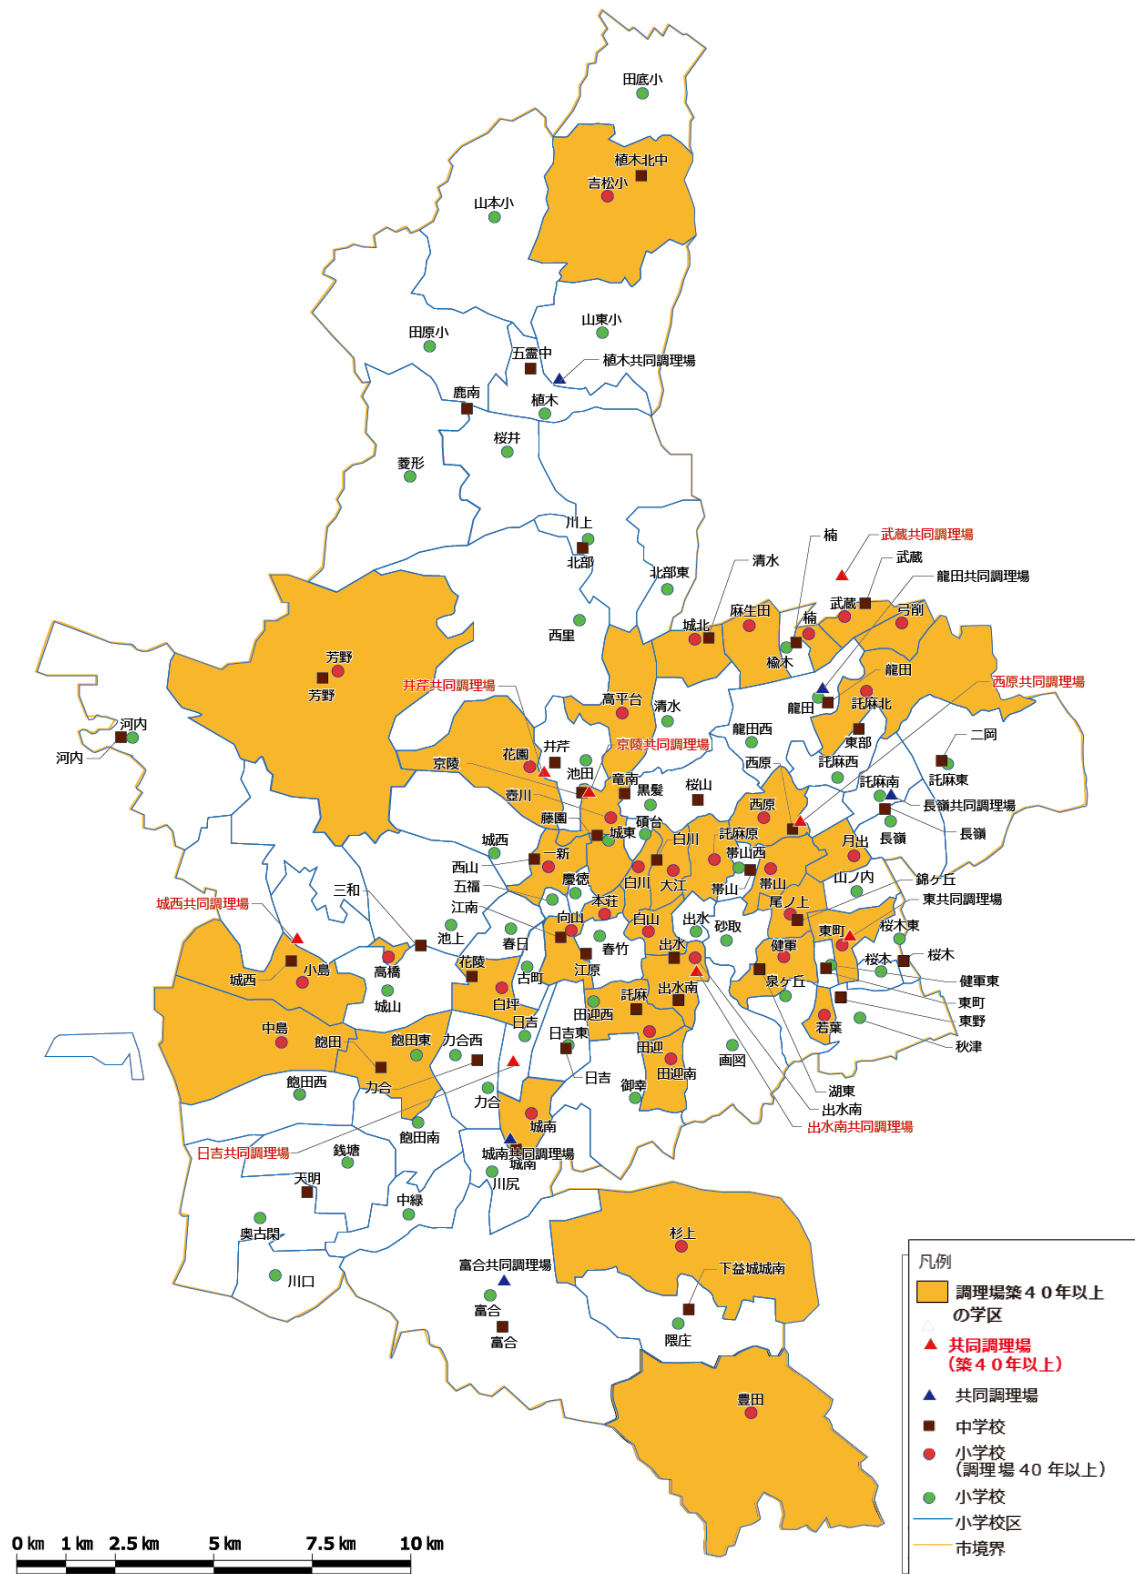 田底小
植木北中
吉松小
山本小
山東小
田原小
五霊中
植木共同調理場
鹿南
植木
桜井
菱形
川上
北部
北部東
西里
楠
武蔵共同調理場
清水
武蔵
龍田共同調理場
麻生田
城北
楠
武蔵
弓削
楡木
芳野
芳野
龍田
井芹共同調理場
西原共同調理場
託麻北
龍田
高平台
清水
河内
河内
東部
二岡
龍田西
京陵共同調理場
花園
井芹
京陵
池田
西原
託麻西
託麻東
壺川
竜南
黒髪
桜山
託麻南
長嶺共同調理場
西原
藤園
城東
碩台
長嶺
長嶺
城西
白川
託麻原
月出
西山
一新
帯山西
五福
慶徳
白川
大江
帯山
帯山
山ノ内
錦ヶ丘
三和
江南
本荘
尾ノ上
城西共同調理場
向山
白山
出水
砂取
東町
東共同調理場
桜木東
池上
春日
春竹
健軍
城西
小島
高橋
花陵
古町
江原
出水
泉ヶ丘
桜木
桜木
健軍東
城山
白坪
出水南
東町
託麻
田迎西
若葉
東野
中島
飽田
飽田東
力合西
日吉
日吉東
田迎
田迎南
画図
秋津
飽田西
力合
力合
日吉
御幸
湖東
出水南
出水南共同調理場
飽田南
城南
日吉共同調理場
銭塘
城南共同調理場
城南
天明
川尻
中緑
奥古閑
杉上
川口
富合共同調理場
下益城城南
富合
富合
隈庄
豊田
凡例
調理場築４０年以上
の学区
共同調理場
(築４０年以上)
共同調理場
中学校
小学校
(調理場 40 年以上)
小学校
小学校区
市境界
0 km 1 km 2.5 km 5 km 7.5 km 10 km